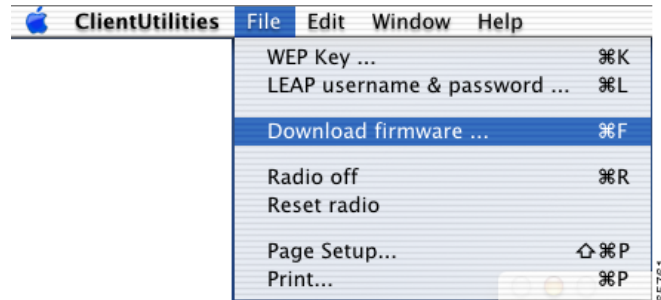 ClientUtilities File Edit Window Help
WEP Key ... ⌘K
LEAP username & password ... ⌘L
Download firmware ... ⌘F
Radio off ⌘R
Reset radio
Page Setup... ⇧⌘P
Print... ⌘P